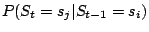 P(S_t = s_j|S_{t−1} = s_i)